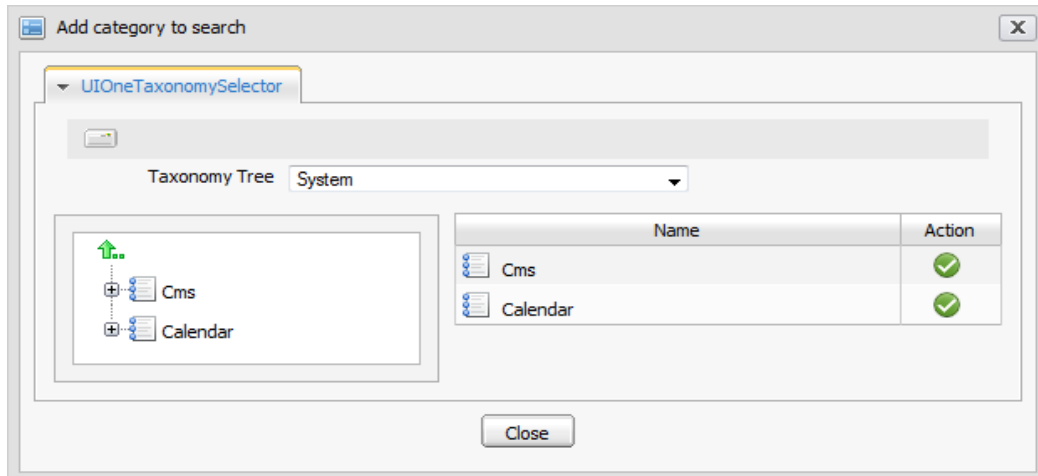 Add category to search
UIOneTaxonomySelector
Taxonomy Tree System
Name Action
Cms
Calendar
Cms
Calendar
Close